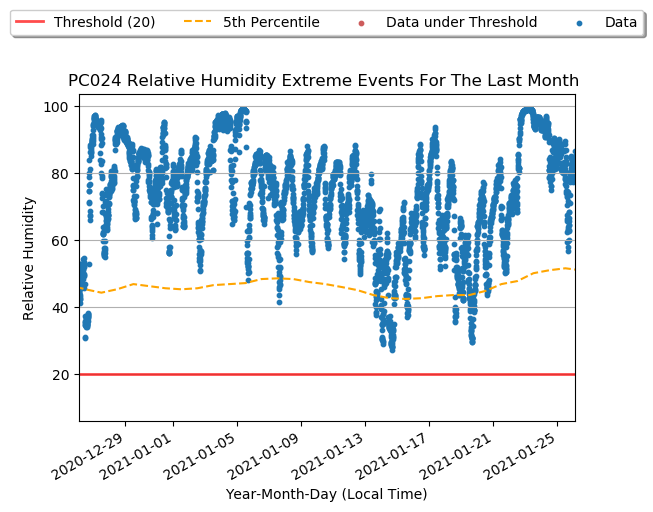 Threshold (20) 5th Percentile Data under Threshold Data
PC024 Relative Humidity Extreme Events For The Last Month
100
80
60
40
20
Relative Humidity
2020-12-29 2021-01-01 2021-01-05 2021-01-09 2021-01-13 2021-01-17 2021-01-21 2021-01-25
Year-Month-Day (Local Time)